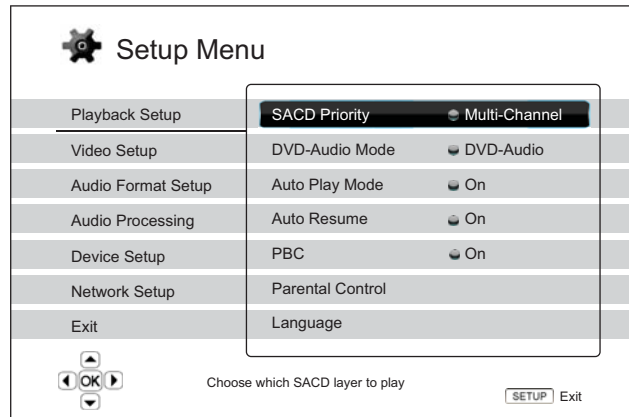 Setup Menu
Playback Setup
Video Setup
Audio Format Setup
Audio Processing
Device Setup
Network Setup
Exit
SACD Priority Multi-Channel
DVD-Audio Mode DVD-Audio
Auto Play Mode On
Auto Resume On
PBC On
Parental Control
Language
OK
Choose which SACD layer to play
SETUP Exit